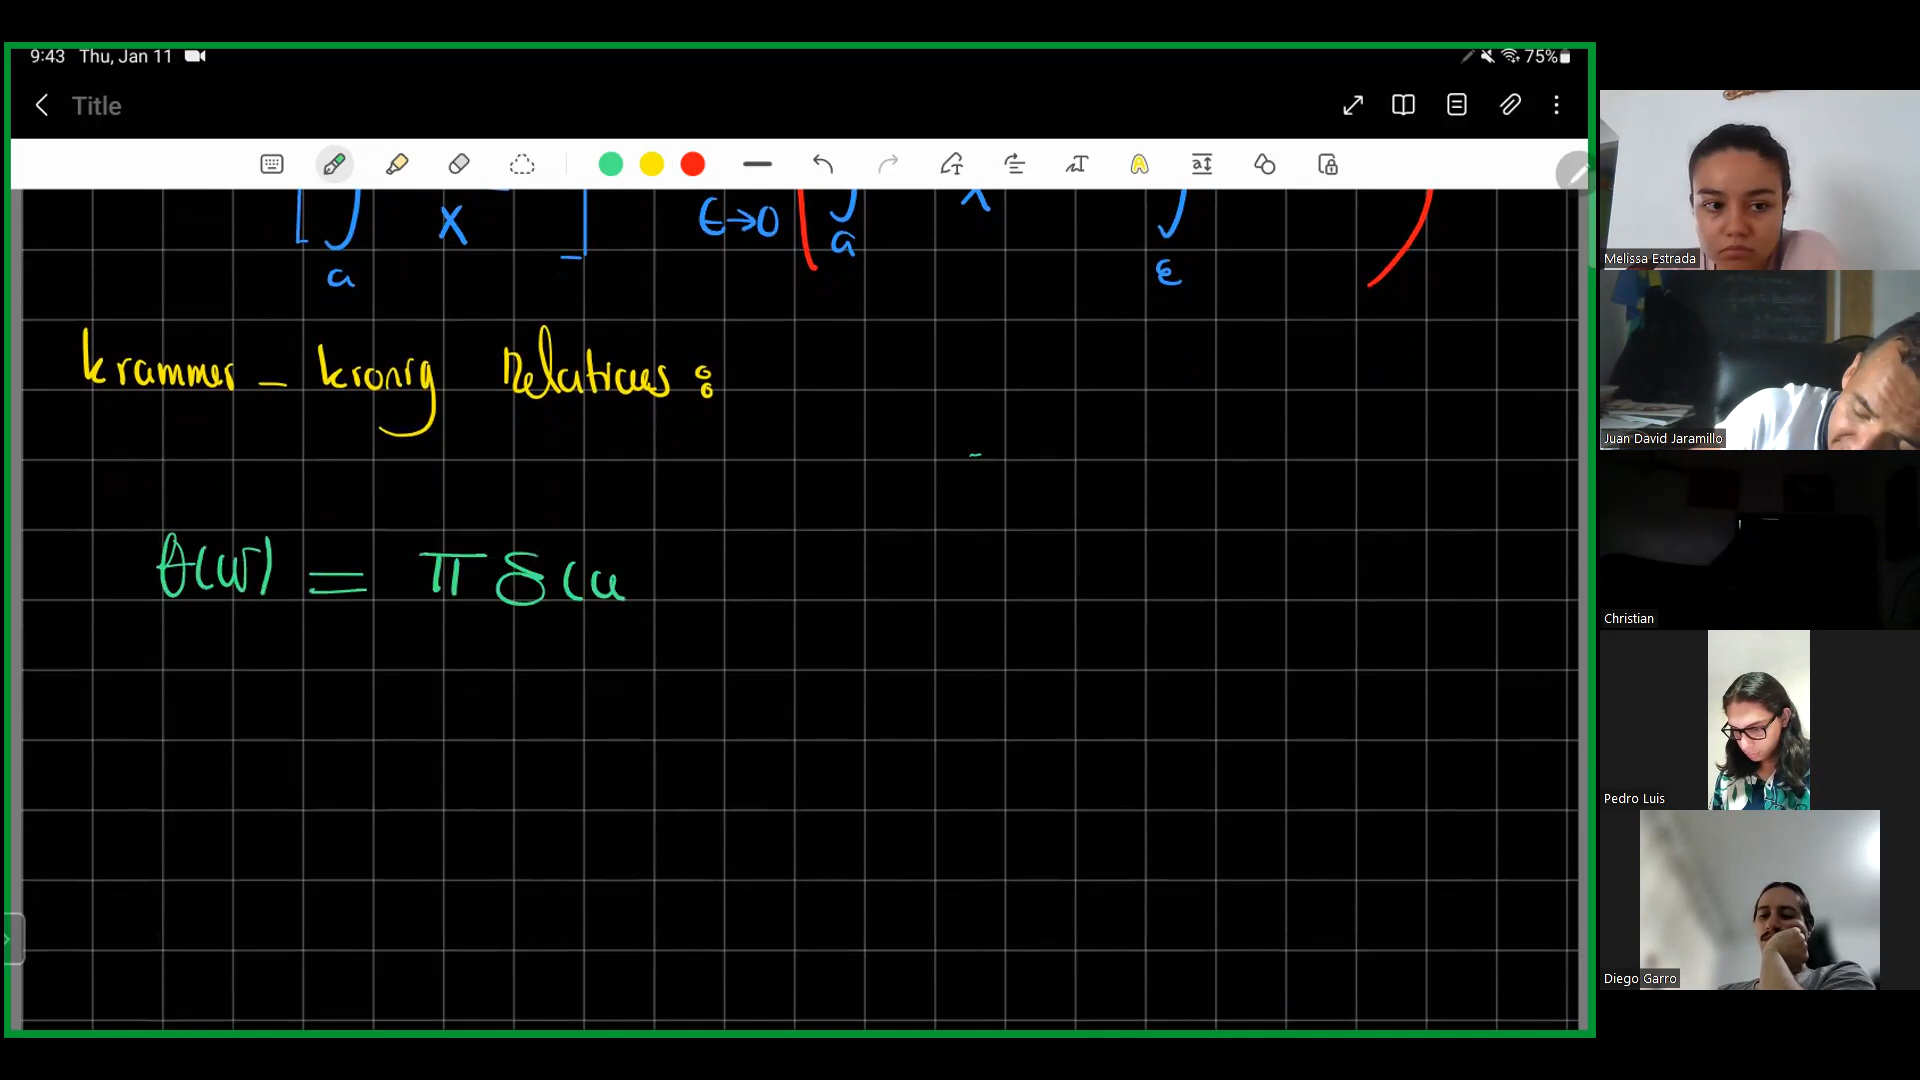 9:43 Thu, Jan 11 75%
Title
x ε→0 a x
a ε
krammer - kronig Relations :
θ(ω) = π δ(u
Melissa Estrada
Juan David Jaramillo
Christian
Pedro Luis
Diego Garro